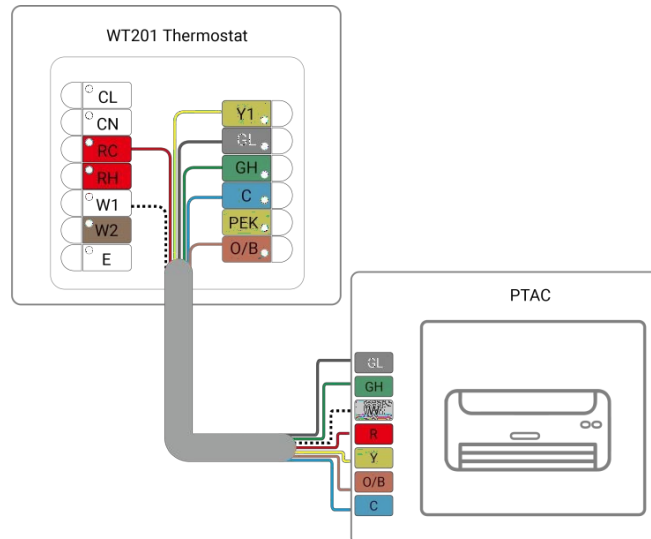 WT201 Thermostat
CL
CN
RC
RH
W1
W2
E
Y1
GL
GH
C
PEK
O/B
PTAC
GL
GH
W
R
Y
O/B
C